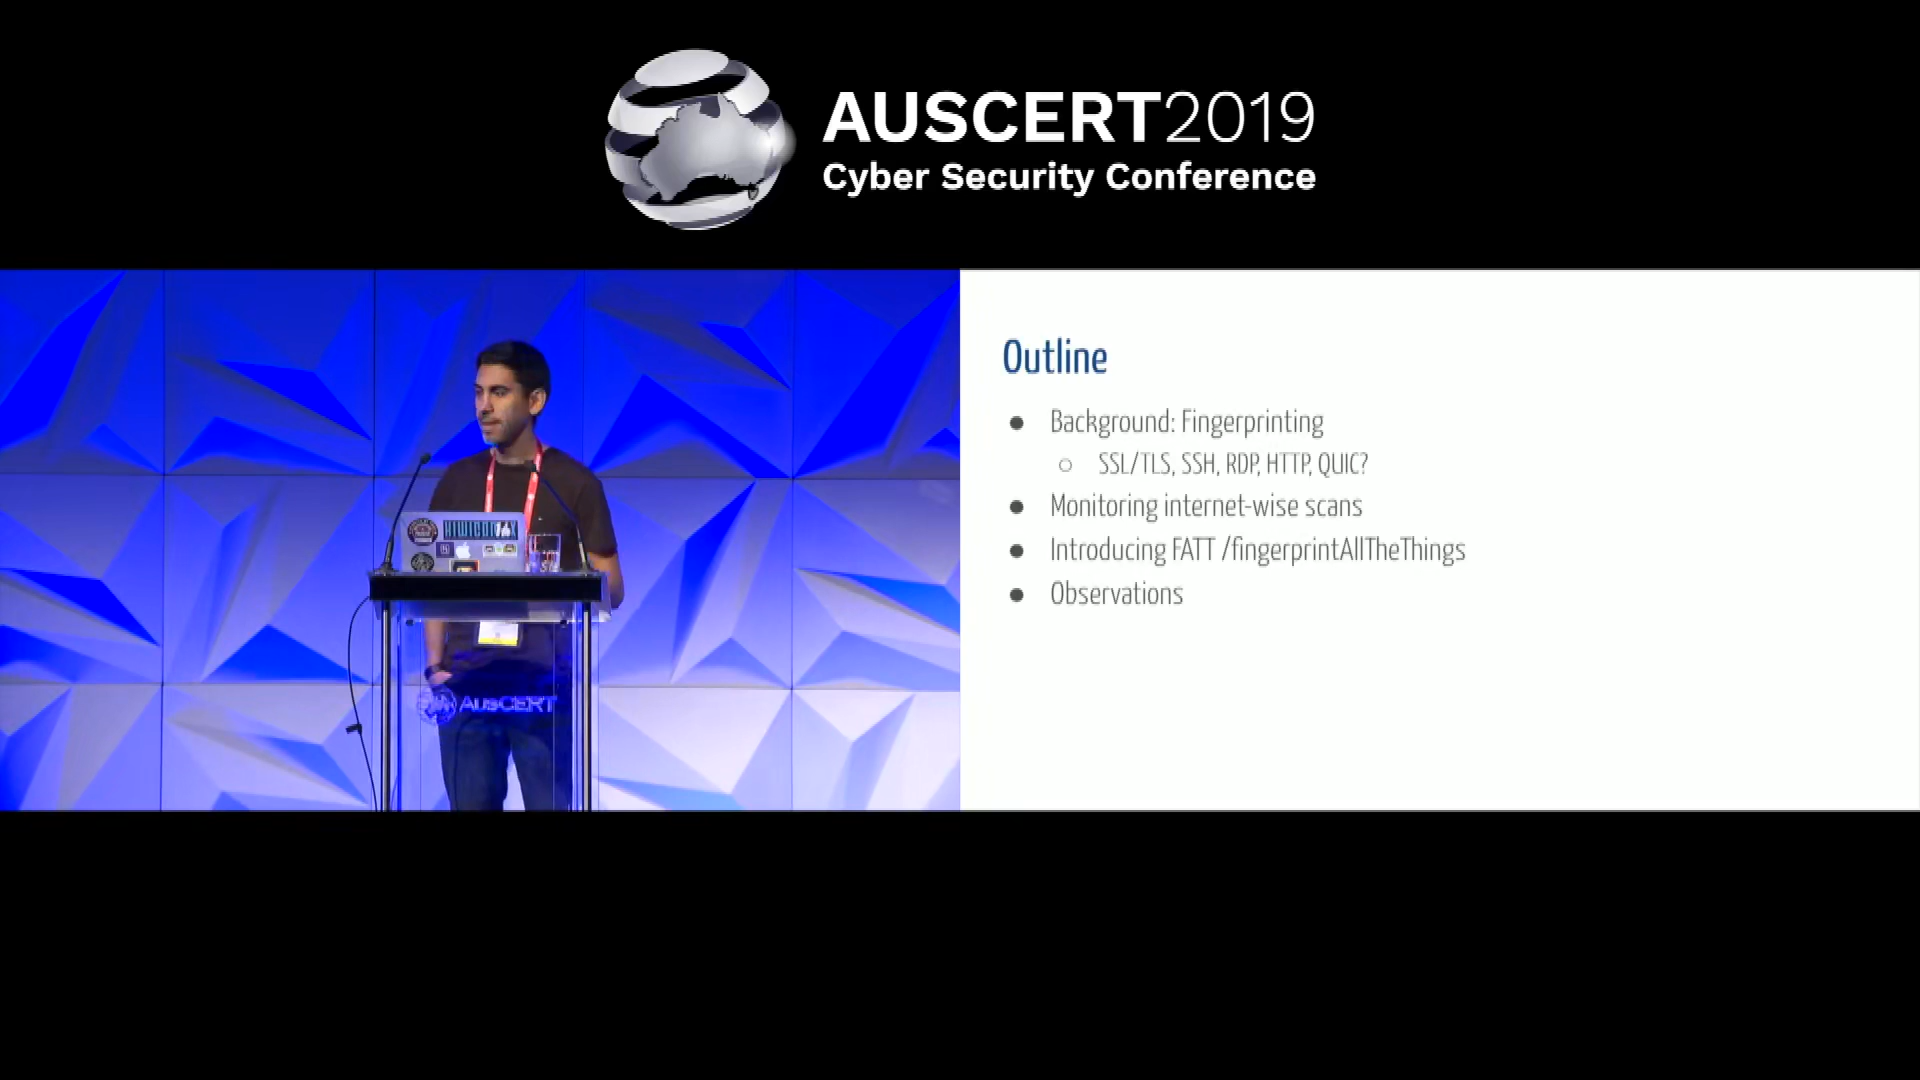 AUSCERT2019
Cyber Security Conference
Outline
● Background: Fingerprinting
○ SSL/TLS, SSH, RDP, HTTP, QUIC?
● Monitoring internet-wise scans
● Introducing FATT /fingerprintAllTheThings
● Observations
AUSCERT